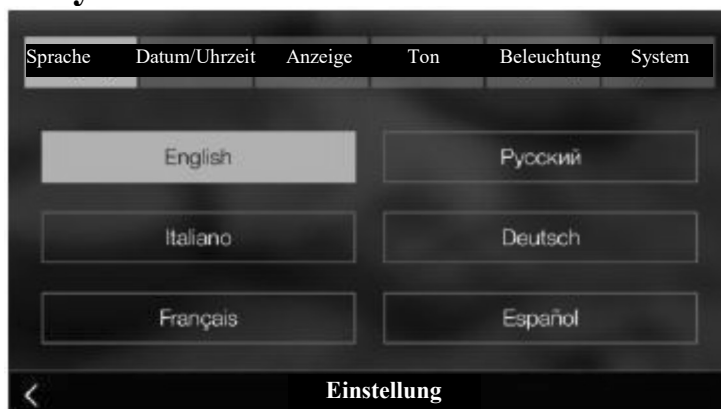 Sprache Datum/Uhrzeit Anzeige Ton Beleuchtung System
English Русский
Italiano Deutsch
Français Español
Einstellung